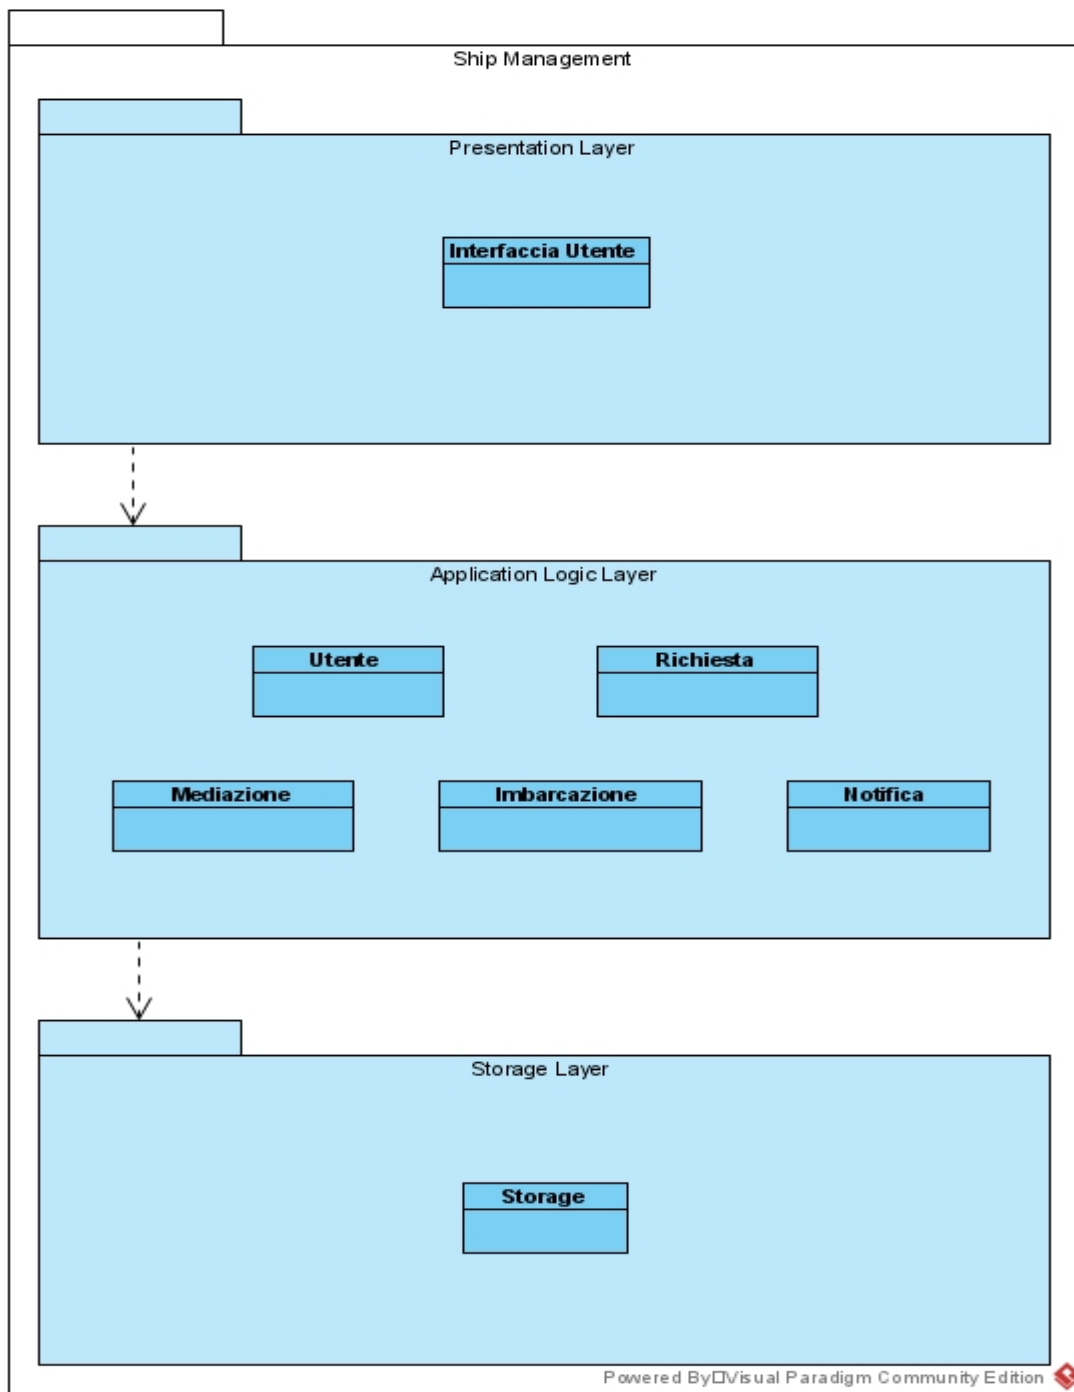 Ship Management
Presentation Layer
Interfaccia Utente
Application Logic Layer
Utente
Richiesta
Mediazione
Imbarcazione
Notifica
Storage Layer
Storage
Powered By□Visual Paradigm Community Edition